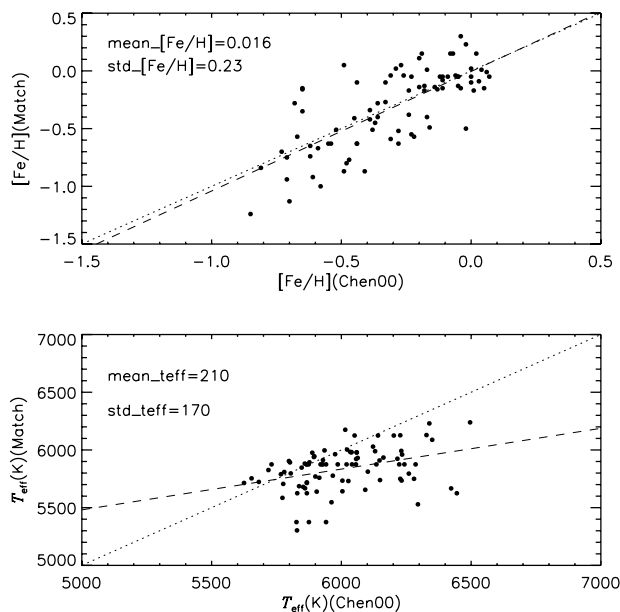 0.5
0.0
-0.5
-1.0
-1.5
[Fe/H](Match)
mean_[Fe/H]=0.016
std_[Fe/H]=0.23
-1.5 -1.0 -0.5 0.0 0.5
[Fe/H](Chen00)
7000
6500
6000
5500
5000
Teff(K)(Match)
mean_teff=210
std_teff=170
5000 5500 6000 6500 7000
Teff(K)(Chen00)